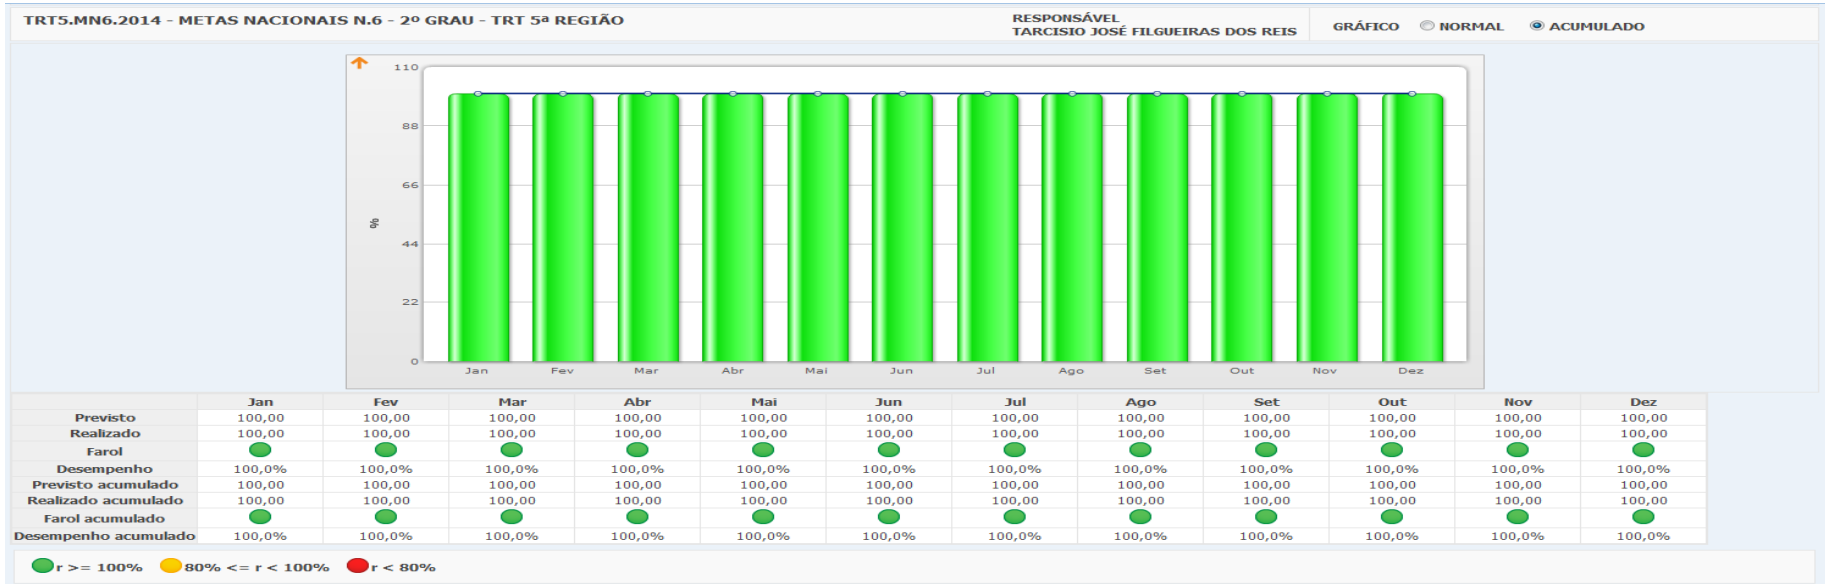 TRT5.MN6.2014 - METAS NACIONAIS N.6 - 2º GRAU - TRT 5ª REGIÃO
RESPONSÁVEL
TARCISIO JOSÉ FILGUEIRAS DOS REIS
GRÁFICO NORMAL ACUMULADO
110
88
66
44
22
0
%
Jan Fev Mar Abr Mai Jun Jul Ago Set Out Nov Dez
Jan Fev Mar Abr Mai Jun Jul Ago Set Out Nov Dez
Previsto 100,00 100,00 100,00 100,00 100,00 100,00 100,00 100,00 100,00 100,00 100,00 100,00
Realizado 100,00 100,00 100,00 100,00 100,00 100,00 100,00 100,00 100,00 100,00 100,00 100,00
Farol
Desempenho 100,0% 100,0% 100,0% 100,0% 100,0% 100,0% 100,0% 100,0% 100,0% 100,0% 100,0% 100,0%
Previsto acumulado 100,00 100,00 100,00 100,00 100,00 100,00 100,00 100,00 100,00 100,00 100,00 100,00
Realizado acumulado 100,00 100,00 100,00 100,00 100,00 100,00 100,00 100,00 100,00 100,00 100,00 100,00
Farol acumulado
Desempenho acumulado 100,0% 100,0% 100,0% 100,0% 100,0% 100,0% 100,0% 100,0% 100,0% 100,0% 100,0% 100,0%
r >= 100% 80% <= r < 100% r < 80%